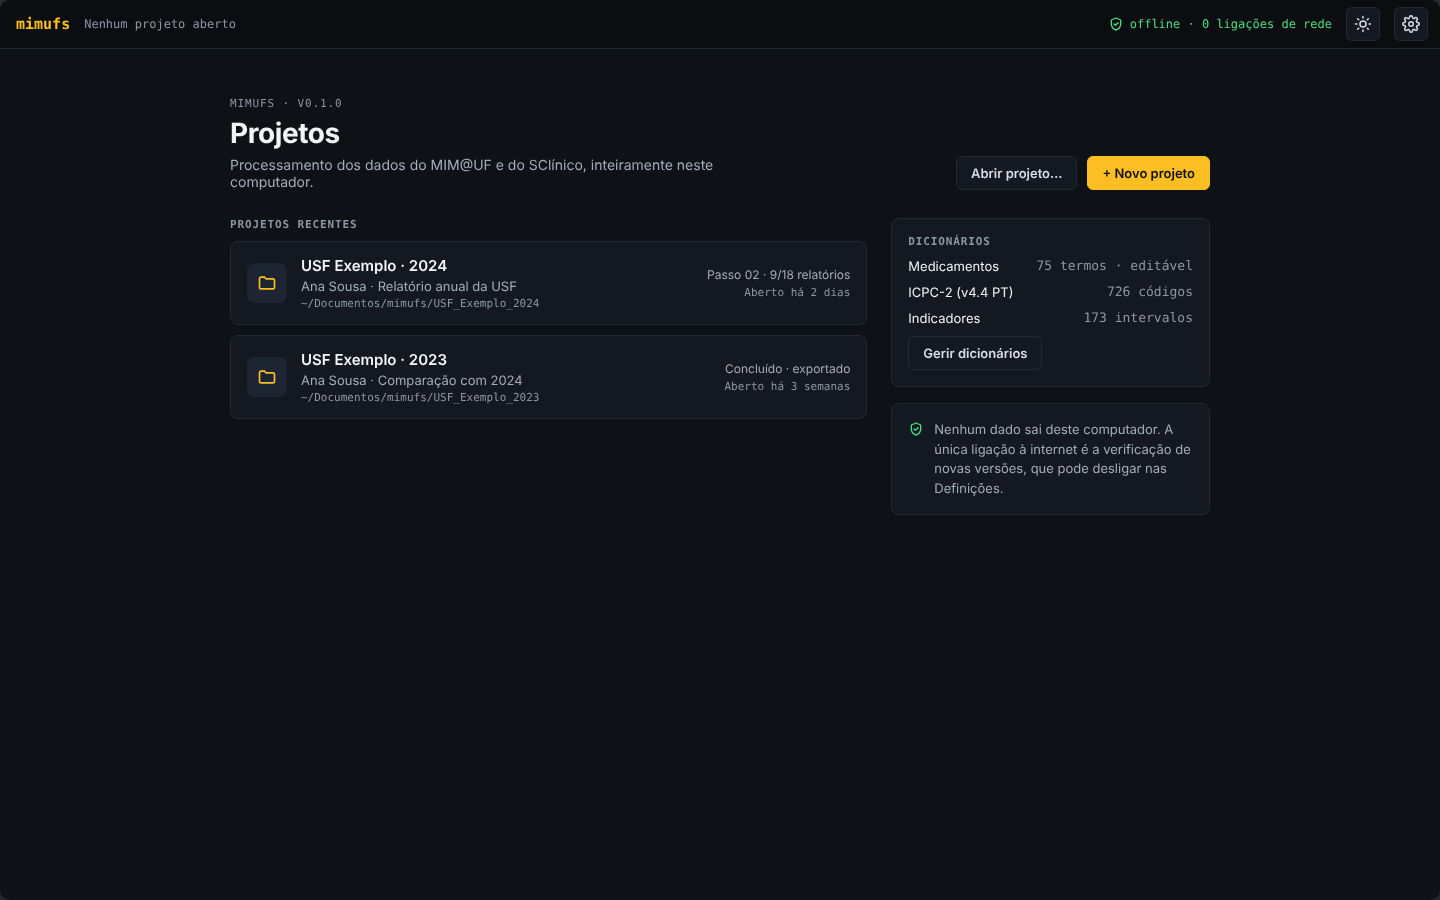 mimufs
Nenhum projeto aberto
offline · 0 ligações de rede
MIMUFS · V0.1.0
Projetos
Processamento dos dados do MIM@UF e do SClínico, inteiramente neste
computador.
Abrir projeto...
+ Novo projeto
PROJETOS RECENTES
USF Exemplo · 2024
Ana Sousa · Relatório anual da USF
~/Documentos/mimufs/USF_Exemplo_2024
Passo 02 · 9/18 relatórios
Aberto há 2 dias
USF Exemplo · 2023
Ana Sousa · Comparação com 2024
~/Documentos/mimufs/USF_Exemplo_2023
Concluído · exportado
Aberto há 3 semanas
DICIONÁRIOS
Medicamentos 75 termos · editável
ICPC-2 (v4.4 PT) 726 códigos
Indicadores 173 intervalos
Gerir dicionários
Nenhum dado sai deste computador. A
única ligação à internet é a verificação de
novas versões, que pode desligar nas
Definições.